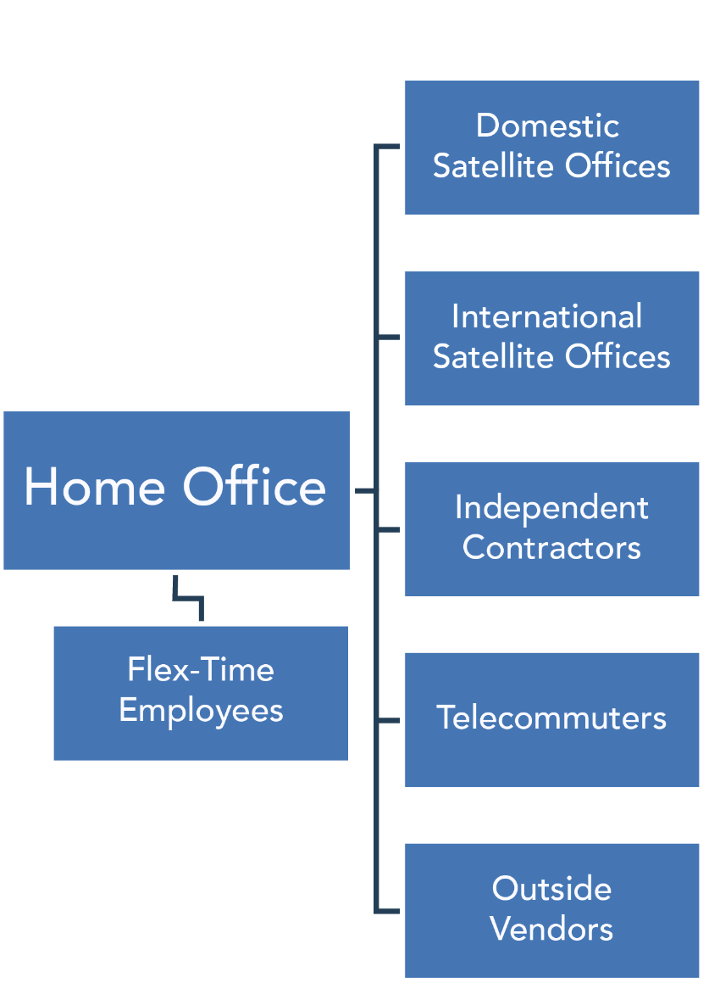 Domestic
Satellite Offices
International
Satellite Offices
Home Office
Independent
Contractors
Flex-Time
Employees
Telecommuters
Outside
Vendors